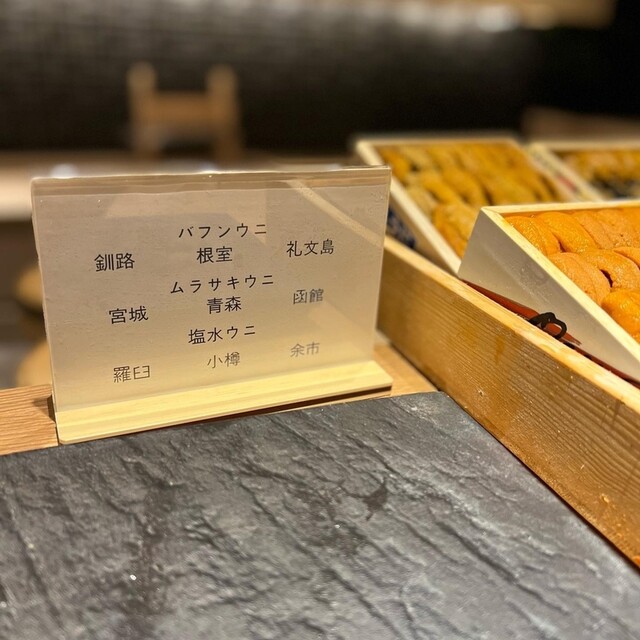 バフンウニ
釧路 根室 礼文島
ムラサキウニ
宮城 青森 函館
塩水ウニ
羅臼 小樽 余市